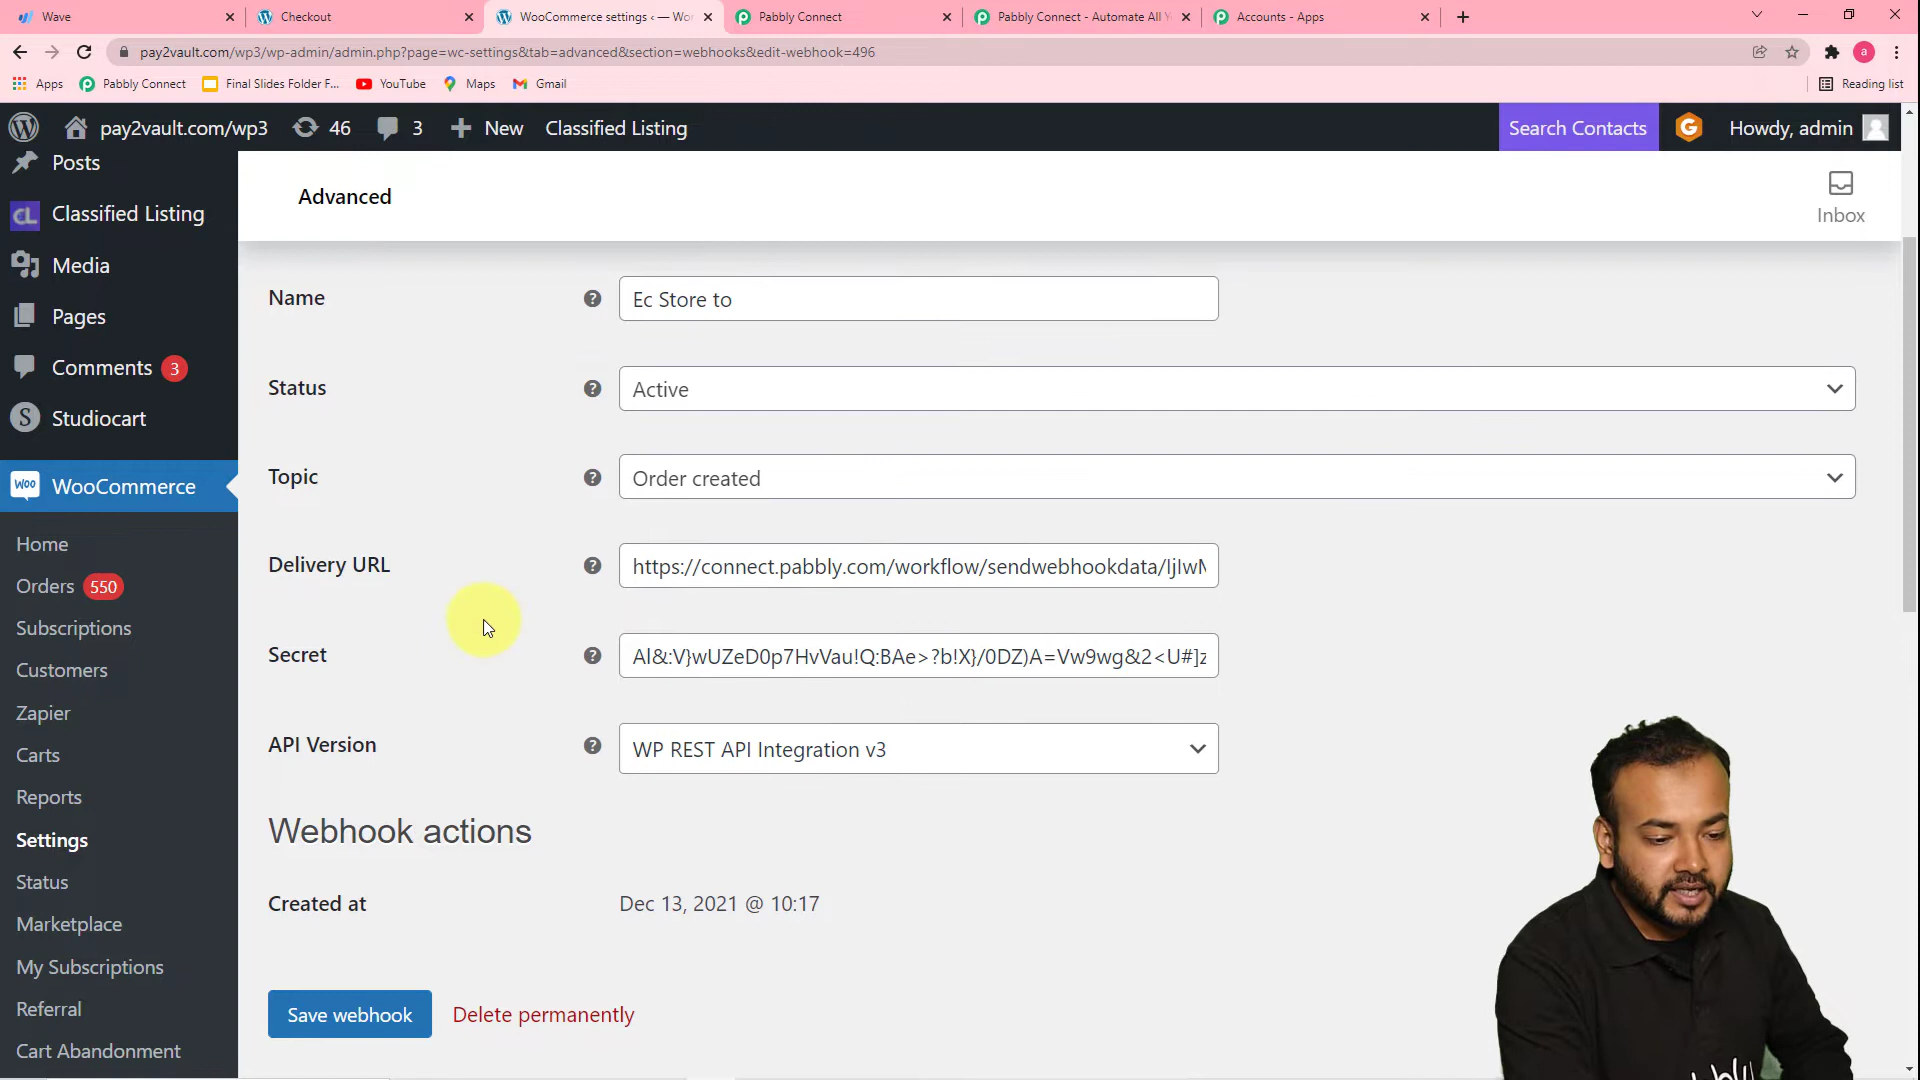 Wave
Checkout
WooCommerce settings ‹ — Wor
Pabbly Connect
Pabbly Connect - Automate All Y
Accounts - Apps
pay2vault.com/wp3/wp-admin/admin.php?page=wc-settings&tab=advanced&section=webhooks&edit-webhook=496
a
Apps
Pabbly Connect
Final Slides Folder F...
YouTube
Maps
Gmail
Reading list
pay2vault.com/wp3
46
3
New
Classified Listing
Search Contacts
G
Howdy, admin
Posts
CL Classified Listing
Media
Pages
Comments 3
S Studiocart
Woo WooCommerce
Home
Orders 550
Subscriptions
Customers
Zapier
Carts
Reports
Settings
Status
Marketplace
My Subscriptions
Referral
Cart Abandonment
Advanced
Inbox
Name ? Ec Store to
Status ? Active
Topic ? Order created
Delivery URL ? https://connect.pabbly.com/workflow/sendwebhookdata/IjIwM
Secret ? Al&:V}wUZeD0p7HvVau!Q:BAe>?b!X}/0DZ)A=Vw9wg&2<U#]z
API Version ? WP REST API Integration v3
Webhook actions
Created at Dec 13, 2021 @ 10:17
Save webhook Delete permanently